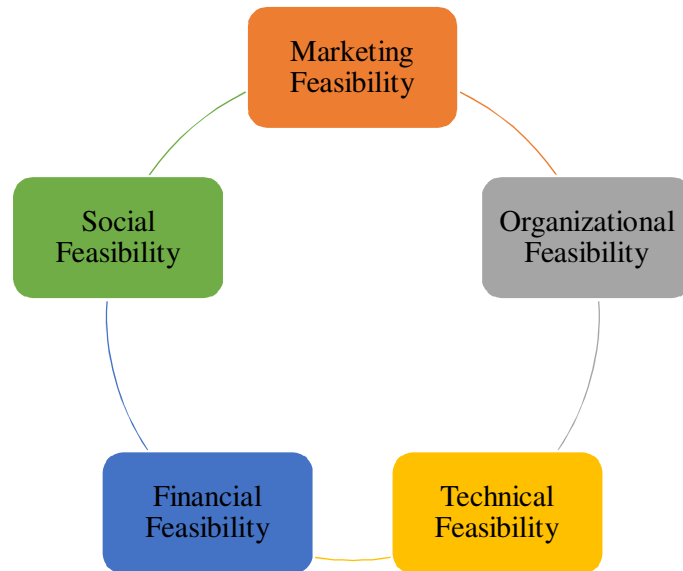 Marketing
Feasibility
Organizational
Feasibility
Technical
Feasibility
Financial
Feasibility
Social
Feasibility